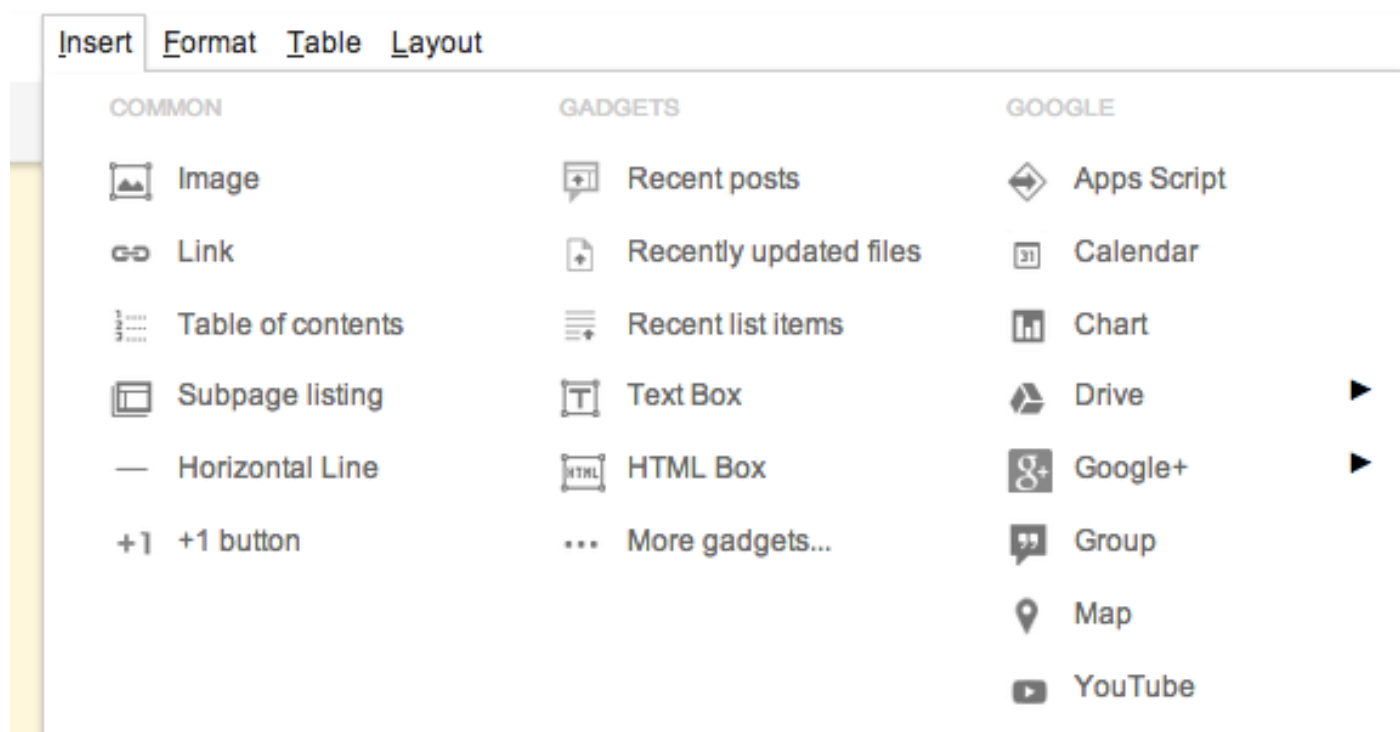 Insert Format Table Layout
COMMON
Image
Link
Table of contents
Subpage listing
Horizontal Line
+1 +1 button
GADGETS
Recent posts
Recently updated files
Recent list items
Text Box
HTML HTML Box
More gadgets...
GOOGLE
Apps Script
31 Calendar
Chart
Drive
g+ Google+
Group
Map
YouTube